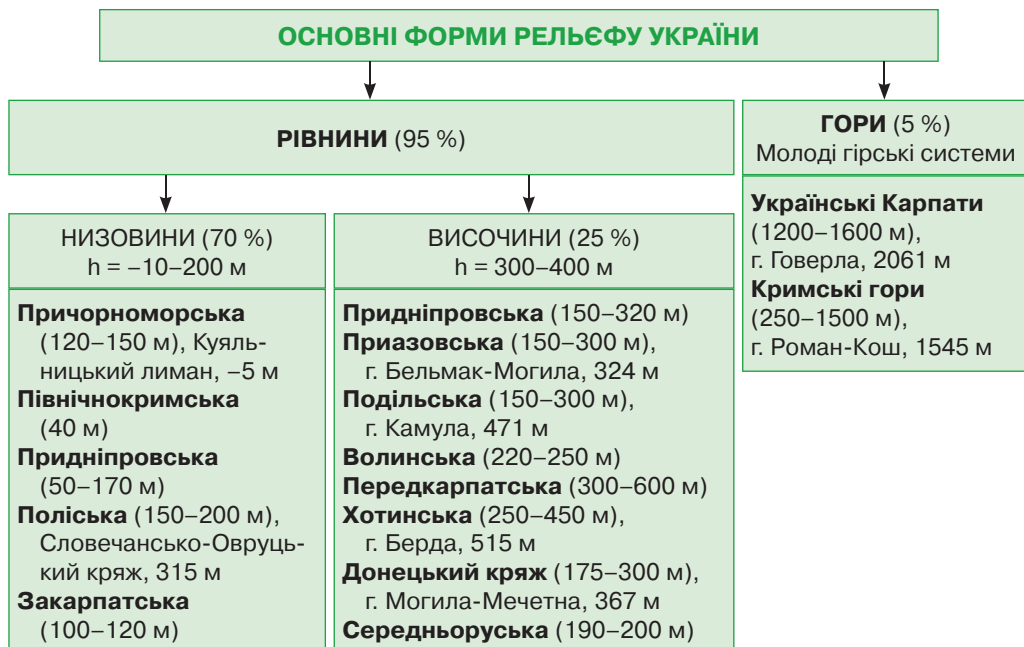 ОСНОВНІ ФОРМИ РЕЛЬЄФУ УКРАЇНИ
РІВНИНИ (95 %)
НИЗОВИНИ (70 %)
h = –10–200 м
Причорноморська
(120–150 м), Куяль-
ницький лиман, –5 м
Північнокримська
(40 м)
Придніпровська
(50–170 м)
Поліська (150–200 м),
Словечансько-Овруць-
кий кряж, 315 м
Закарпатська
(100–120 м)
ВИСОЧИНИ (25 %)
h = 300–400 м
Придніпровська (150–320 м)
Приазовська (150–300 м),
г. Бельмак-Могила, 324 м
Подільська (150–300 м),
г. Камула, 471 м
Волинська (220–250 м)
Передкарпатська (300–600 м)
Хотинська (250–450 м),
г. Берда, 515 м
Донецький кряж (175–300 м),
г. Могила-Мечетна, 367 м
Середньоруська (190–200 м)
ГОРИ (5 %)
Молоді гірські системи
Українські Карпати
(1200–1600 м),
г. Говерла, 2061 м
Кримські гори
(250–1500 м),
г. Роман-Кош, 1545 м